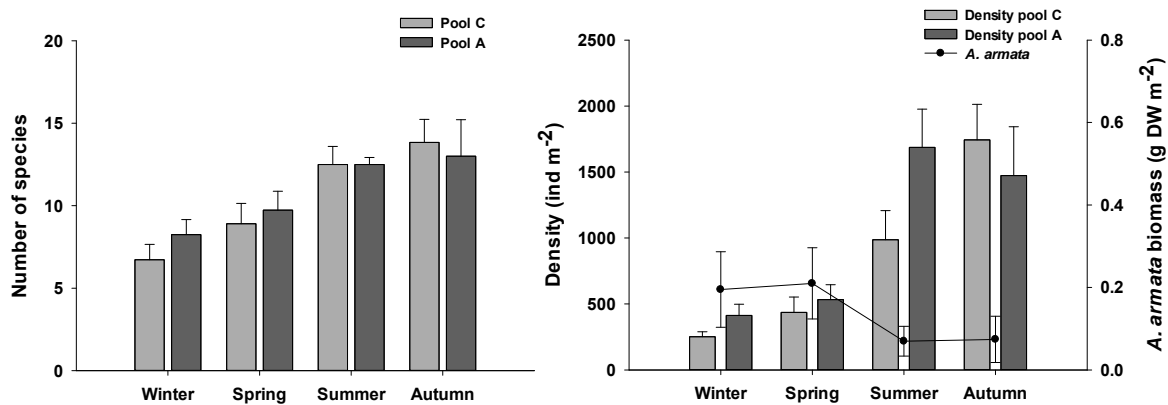 Pool C
Pool A
20
15
10
5
0
Number of species
Winter Spring Summer Autumn
Density pool C
Density pool A
A. armata
2500
2000
1500
1000
500
0
Density (ind m-2)
0.8
0.6
0.4
0.2
0.0
A. armata biomass (g DW m-2)
Winter Spring Summer Autumn